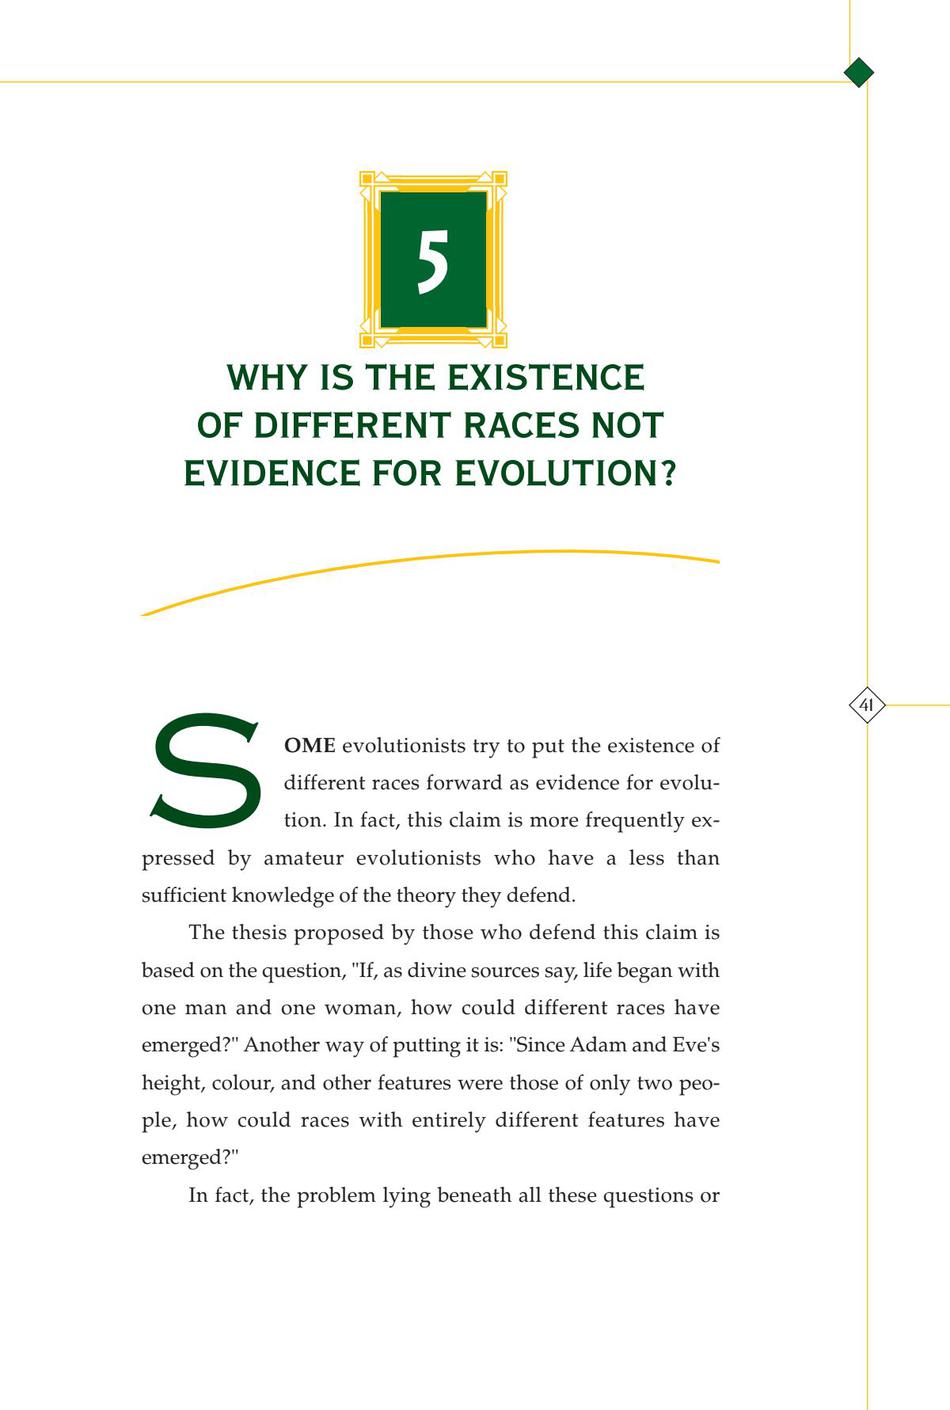 5
WHY IS THE EXISTENCE
OF DIFFERENT RACES NOT
EVIDENCE FOR EVOLUTION?
41
SOME evolutionists try to put the existence of
different races forward as evidence for evolu-
tion. In fact, this claim is more frequently ex-
pressed by amateur evolutionists who have a less than
sufficient knowledge of the theory they defend.
The thesis proposed by those who defend this claim is
based on the question, "If, as divine sources say, life began with
one man and one woman, how could different races have
emerged?" Another way of putting it is: "Since Adam and Eve's
height, colour, and other features were those of only two peo-
ple, how could races with entirely different features have
emerged?"
In fact, the problem lying beneath all these questions or